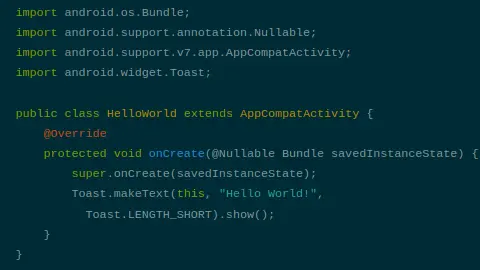 import android.os.Bundle;
import android.support.annotation.Nullable;
import android.support.v7.app.AppCompatActivity;
import android.widget.Toast;

public class HelloWorld extends AppCompatActivity {
    @Override
    protected void onCreate(@Nullable Bundle savedInstanceState) {
        super.onCreate(savedInstanceState);
        Toast.makeText(this, "Hello World!",
          Toast.LENGTH_SHORT).show();
    }
}